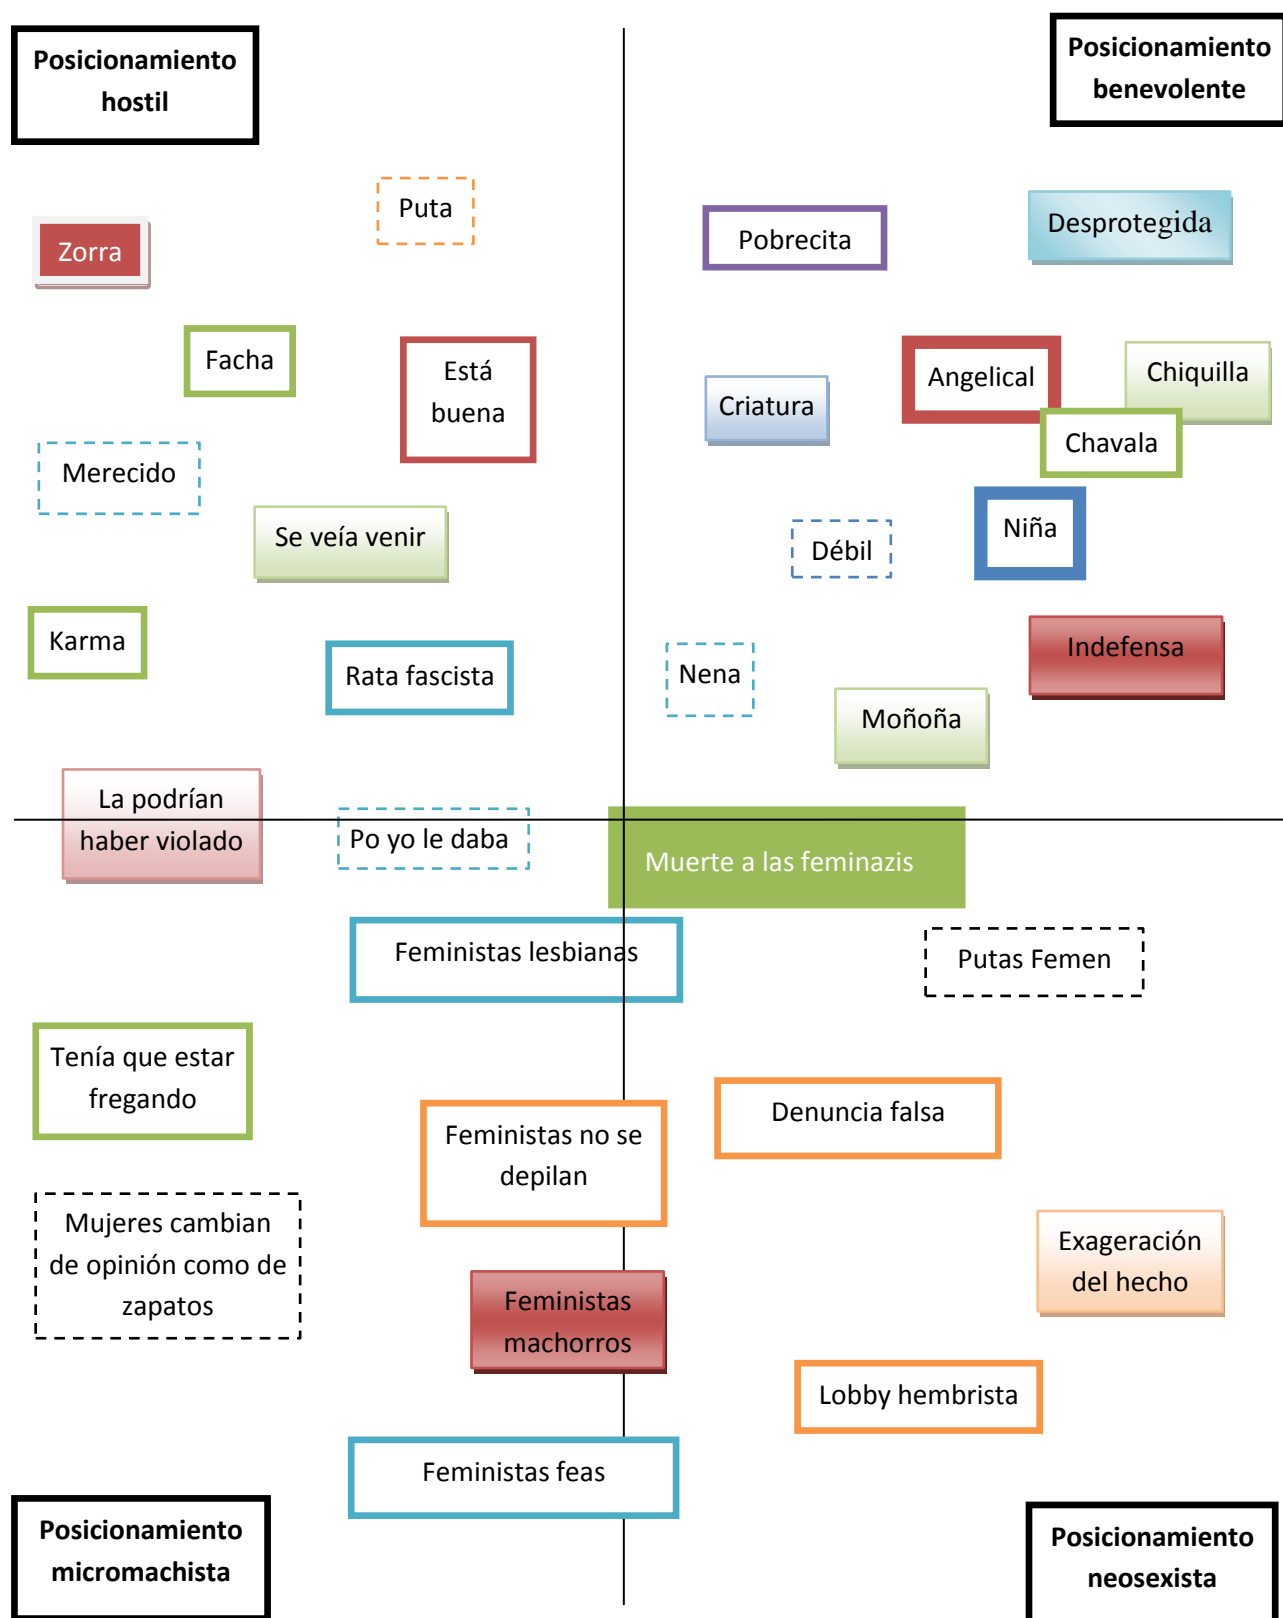 Posicionamiento
hostil
Posicionamiento
benevolente
Puta
Zorra
Pobrecita
Desprotegida
Facha
Está
buena
Angelical
Chiquilla
Criatura
Chavala
Merecido
Se veía venir
Débil
Niña
Karma
Rata fascista
Nena
Indefensa
Moñoña
La podrían
haber violado
Po yo le daba
Muerte a las feminazis
Feministas lesbianas
Putas Femen
Tenía que estar
fregando
Feministas no se
depilan
Denuncia falsa
Mujeres cambian
de opinión como de
zapatos
Exageración
del hecho
Feministas
machorros
Lobby hembrista
Feministas feas
Posicionamiento
micromachista
Posicionamiento
neosexista